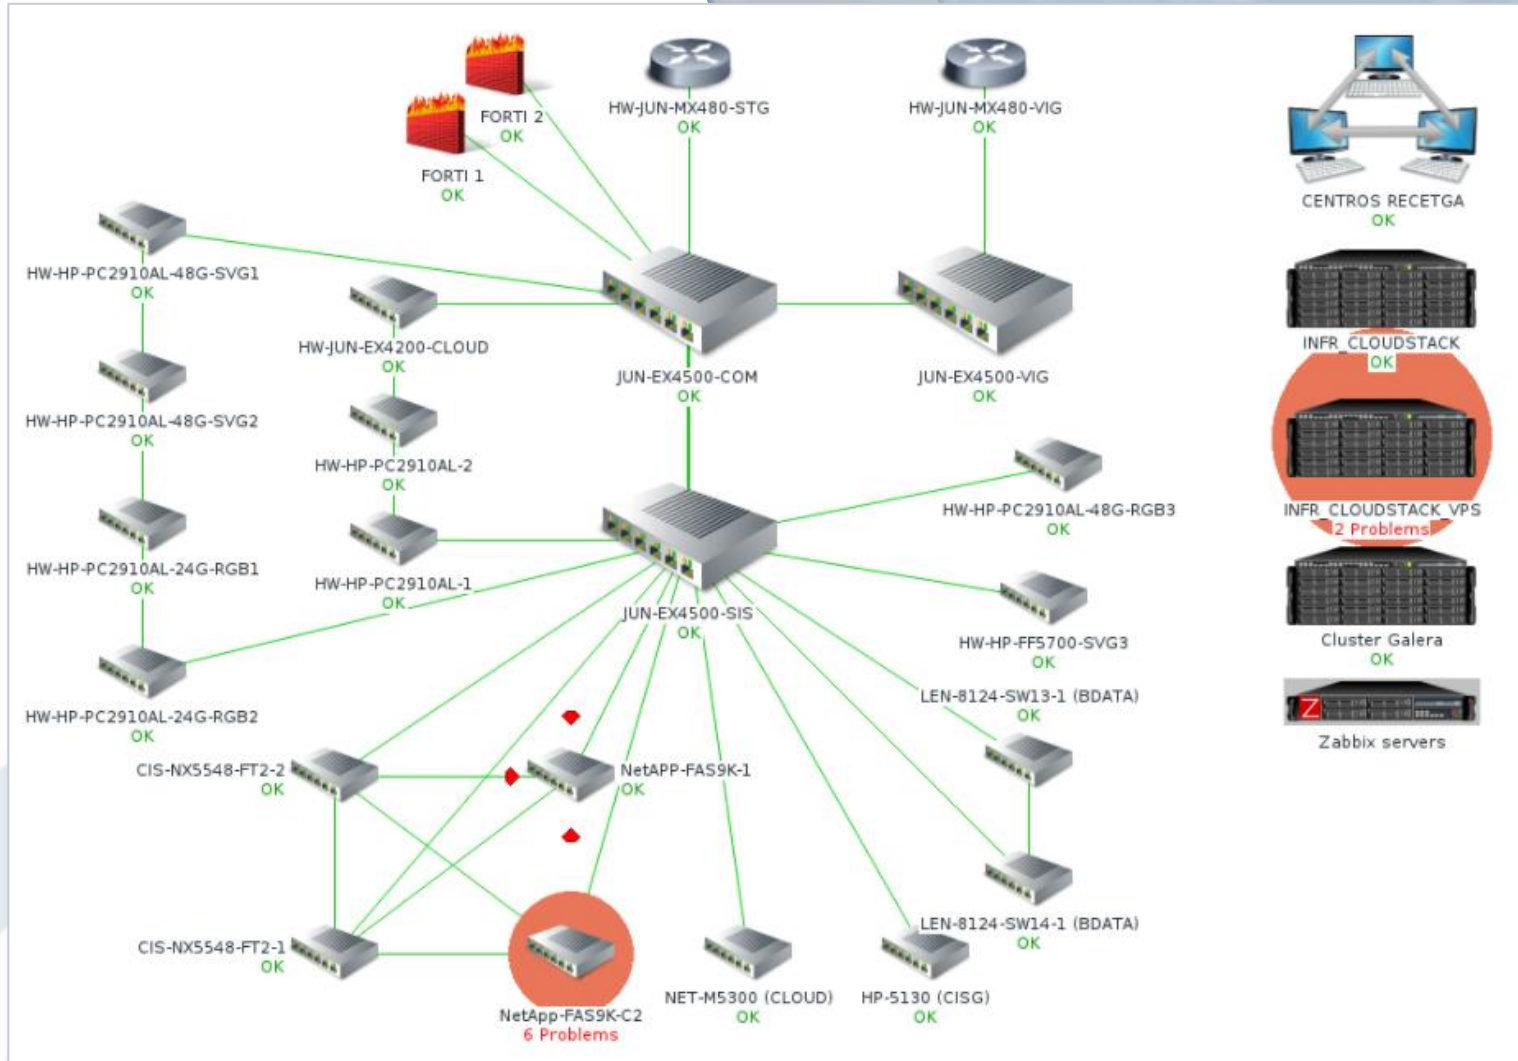 FORTI 2
OK
FORTI 1
OK
HW-JUN-MX480-STG
OK
HW-JUN-MX480-VIG
OK
CENTROS RECETGA
OK
HW-HP-PC2910AL-48G-SVG1
OK
HW-JUN-EX4200-CLOUD
OK
JUN-EX4500-COM
OK
JUN-EX4500-VIG
OK
INFR_CLOUDSTACK
OK
HW-HP-PC2910AL-48G-SVG2
OK
HW-HP-PC2910AL-2
OK
HW-HP-PC2910AL-48G-RGB3
OK
INFR_CLOUDSTACK_VPS
2 Problems
HW-HP-PC2910AL-24G-RGB1
OK
HW-HP-PC2910AL-1
OK
JUN-EX4500-SIS
OK
HW-HP-FF5700-SVG3
OK
Cluster Galera
OK
HW-HP-PC2910AL-24G-RGB2
OK
LEN-8124-SW13-1 (BDATA)
OK
Z
Zabbix servers
CIS-NX5548-FT2-2
OK
NetAPP-FAS9K-1
OK
CIS-NX5548-FT2-1
OK
LEN-8124-SW14-1 (BDATA)
OK
NetApp-FAS9K-C2
6 Problems
NET-M5300 (CLOUD)
OK
HP-5130 (CISG)
OK